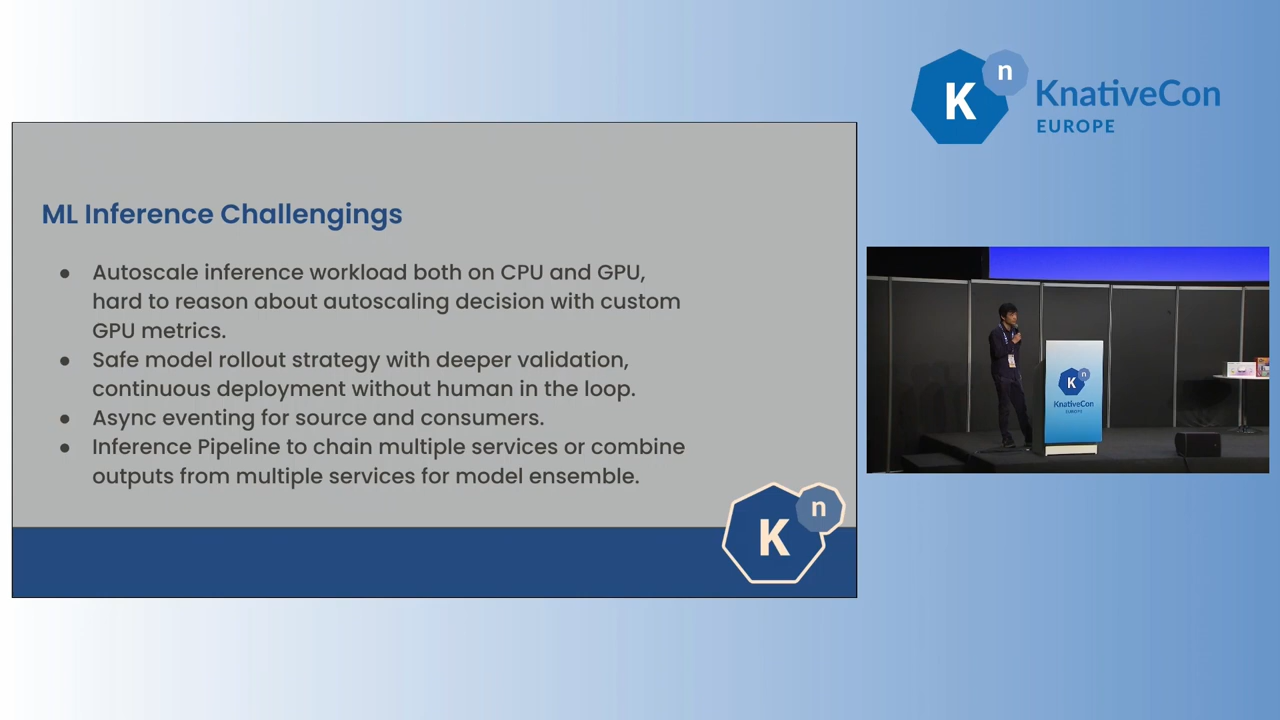 K n KnativeCon
EUROPE
ML Inference Challengings
● Autoscale inference workload both on CPU and GPU,
hard to reason about autoscaling decision with custom
GPU metrics.
● Safe model rollout strategy with deeper validation,
continuous deployment without human in the loop.
● Async eventing for source and consumers.
● Inference Pipeline to chain multiple services or combine
outputs from multiple services for model ensemble.
K n
K n
KnativeCon
EUROPE